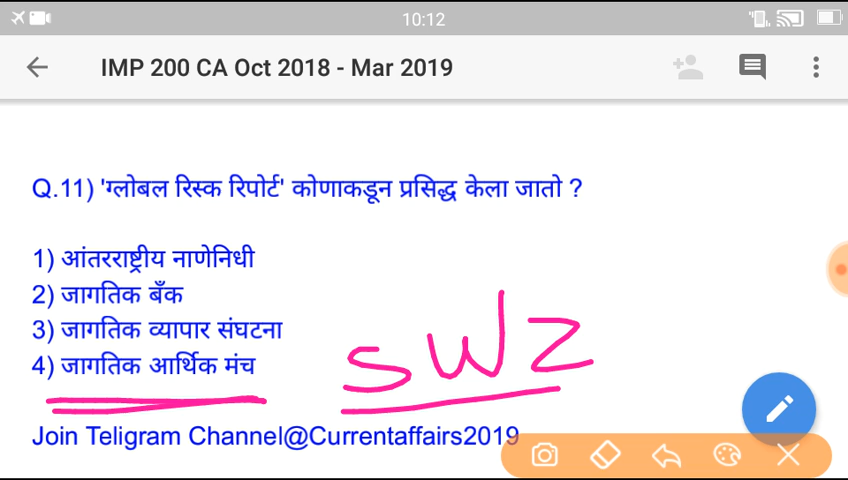 10:12
IMP 200 CA Oct 2018 - Mar 2019
Q.11) 'ग्लोबल रिस्क रिपोर्ट' कोणाकडून प्रसिद्ध केला जातो ?
1) आंतरराष्ट्रीय नाणेनिधी
2) जागतिक बँक
3) जागतिक व्यापार संघटना
4) जागतिक आर्थिक मंच
SWZ
Join Teligram Channel@Currentaffairs2019